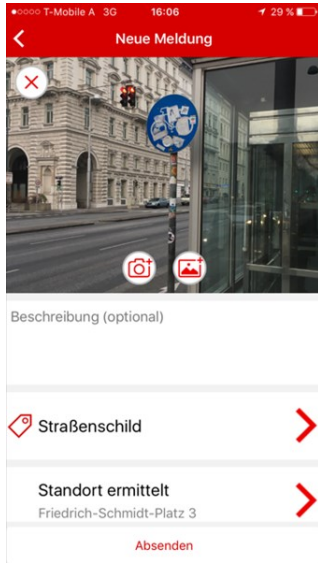 T-Mobile A 3G 16:06 29 %
Neue Meldung
Beschreibung (optional)
Straßenschild
Standort ermittelt
Friedrich-Schmidt-Platz 3
Absenden